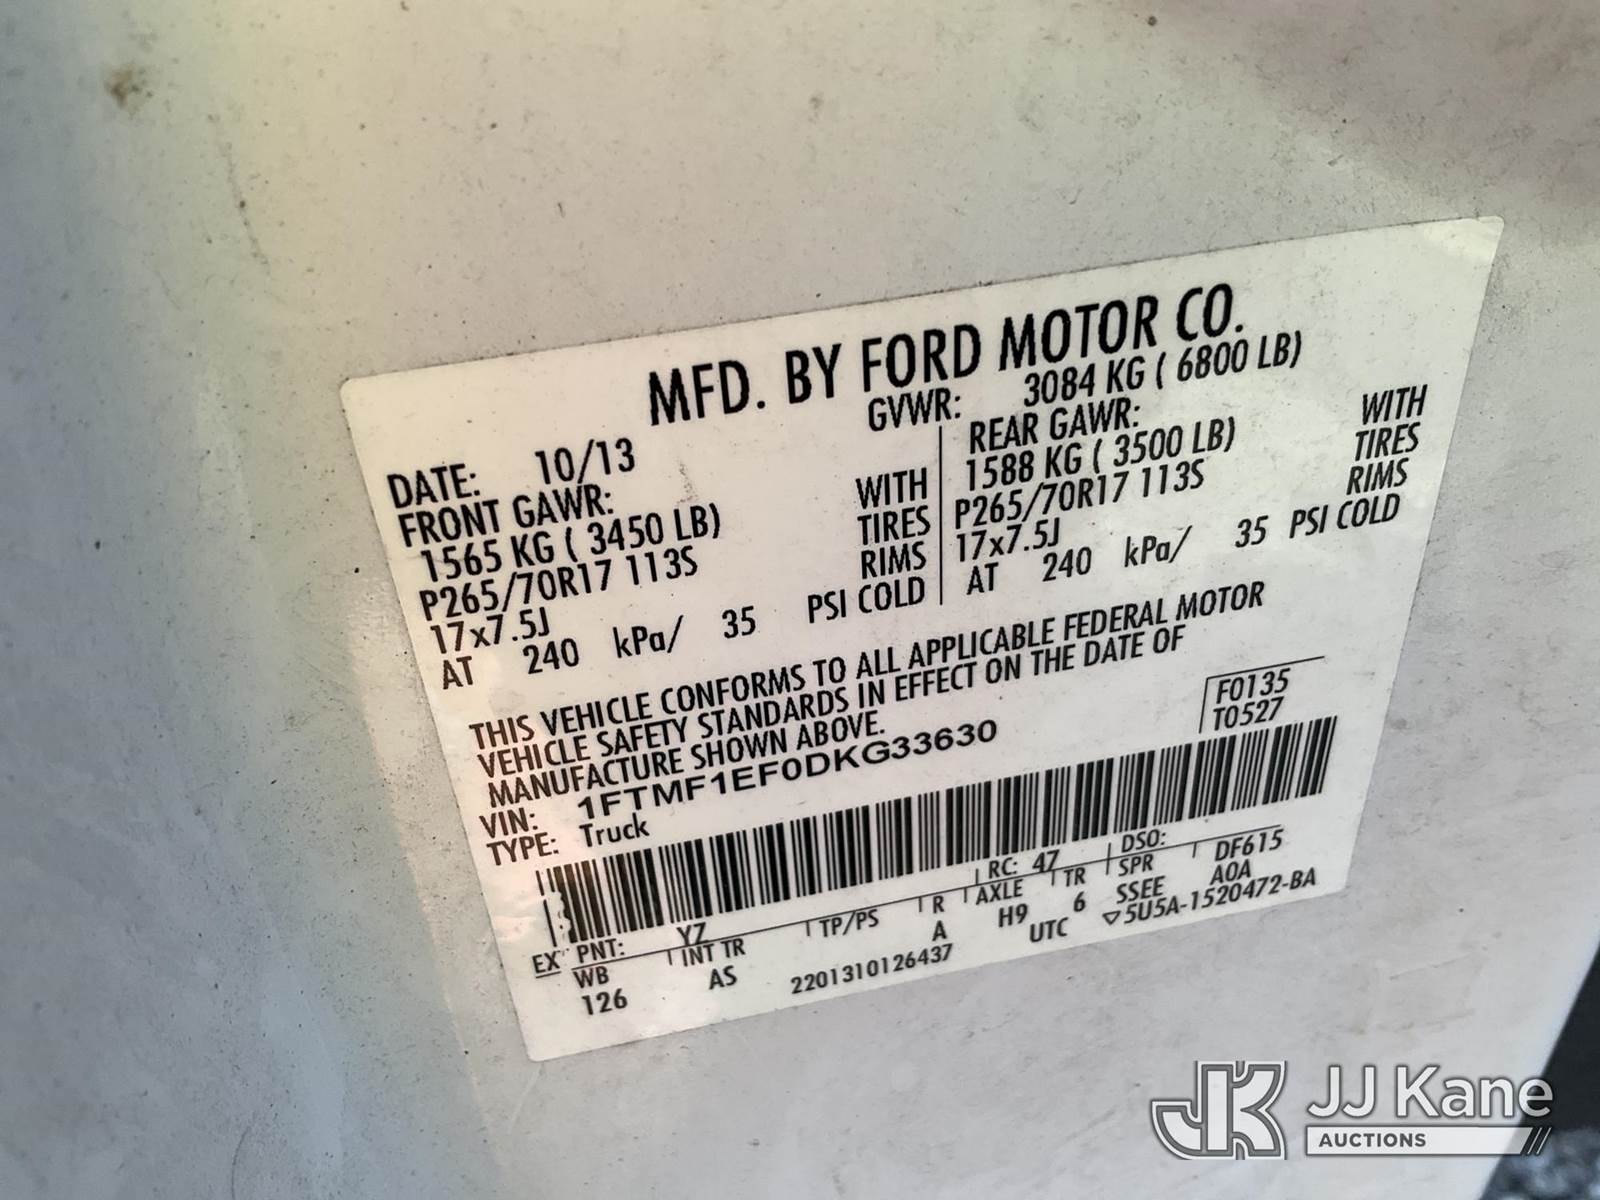 MFD. BY FORD MOTOR CO.
DATE: 10/13
GVWR: 3084 KG ( 6800 LB)
FRONT GAWR:
1565 KG ( 3450 LB) WITH
P265/70R17 113S TIRES
17x7.5J RIMS
AT 240 kPa/ 35 PSI COLD
REAR GAWR:
1588 KG ( 3500 LB) WITH
P265/70R17 113S TIRES
17x7.5J RIMS
AT 240 kPa/ 35 PSI COLD
THIS VEHICLE CONFORMS TO ALL APPLICABLE FEDERAL MOTOR
VEHICLE SAFETY STANDARDS IN EFFECT ON THE DATE OF
MANUFACTURE SHOWN ABOVE.
F0135
T0527
VIN: 1FTMF1EF0DKG33630
TYPE: Truck
EXT PNT: YZ RC: 47 DSO:
WB INT TR TP/PS R AXLE TR SPR DF615
126 AS A H9 6 SSEE A0A
2201310126437 UTC ▽5U5A-1520472-BA
JK JJ Kane
AUCTIONS